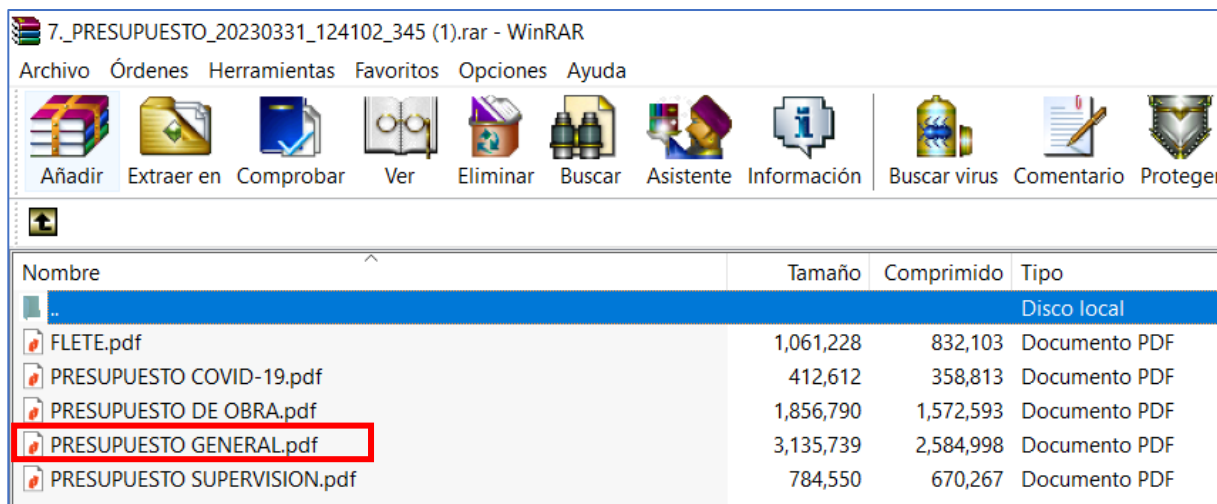 7._PRESUPUESTO_20230331_124102_345 (1).rar - WinRAR
Archivo Órdenes Herramientas Favoritos Opciones Ayuda
Añadir Extraer en Comprobar Ver Eliminar Buscar Asistente Información Buscar virus Comentario Proteger
Nombre Tamaño Comprimido Tipo
.. Disco local
FLETE.pdf 1,061,228 832,103 Documento PDF
PRESUPUESTO COVID-19.pdf 412,612 358,813 Documento PDF
PRESUPUESTO DE OBRA.pdf 1,856,790 1,572,593 Documento PDF
PRESUPUESTO GENERAL.pdf 3,135,739 2,584,998 Documento PDF
PRESUPUESTO SUPERVISION.pdf 784,550 670,267 Documento PDF